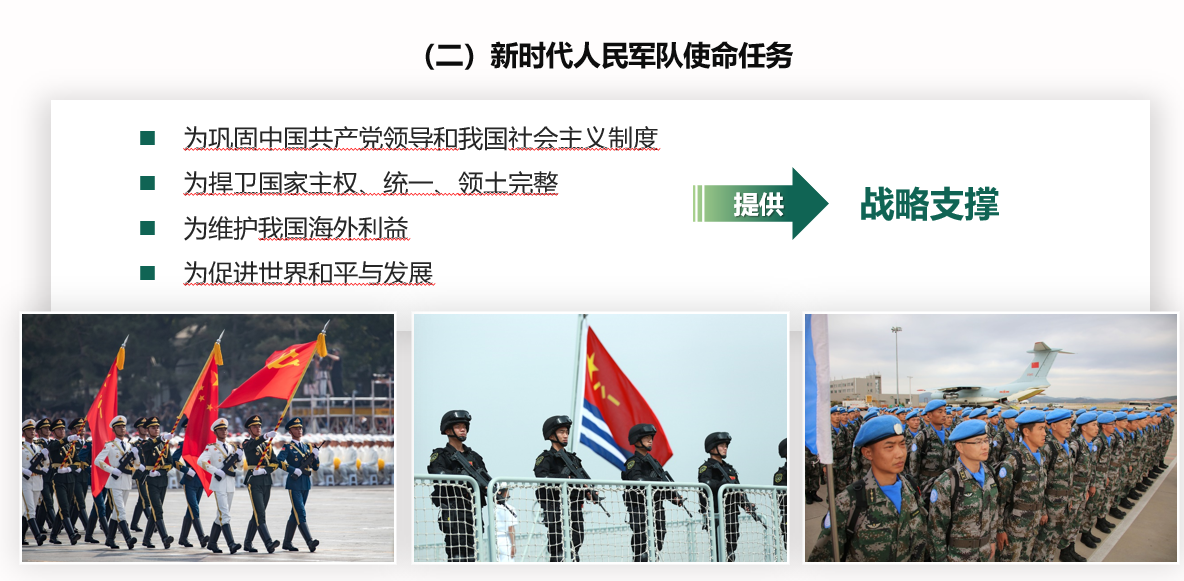 （二）新时代人民军队使命任务
为巩固中国共产党领导和我国社会主义制度
为捍卫国家主权、统一、领土完整
为维护我国海外利益
为促进世界和平与发展
提供
战略支撑